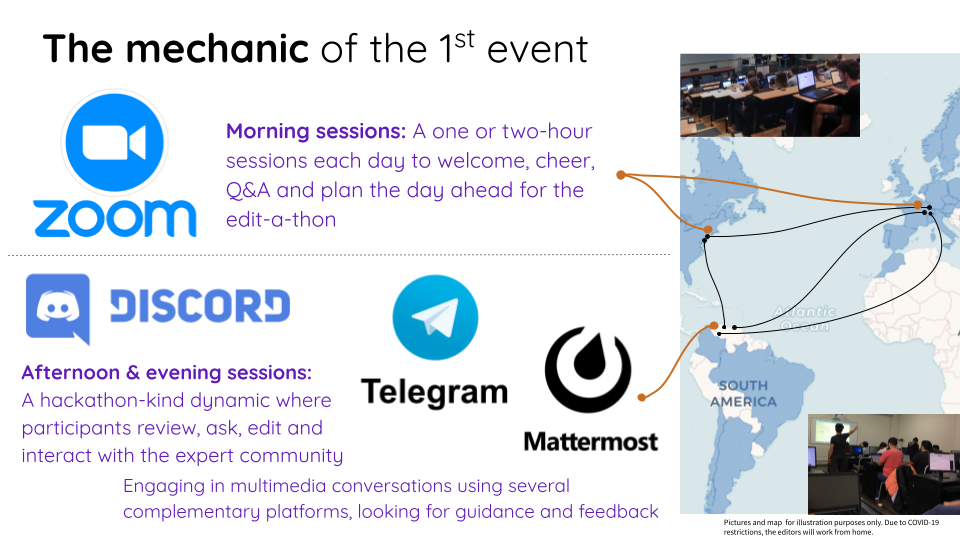 The mechanic of the 1st event
Morning sessions: A one or two-hour
sessions each day to welcome, cheer,
Q&A and plan the day ahead for the
edit-a-thon
zoom
DISCORD
Telegram
Mattermost
Afternoon & evening sessions:
A hackathon-kind dynamic where
participants review, ask, edit and
interact with the expert community
Engaging in multimedia conversations using several
complementary platforms, looking for guidance and feedback
Atlantic
Ocean
SOUTH
AMERICA
Pictures and map for illustration purposes only. Due to COVID-19
restrictions, the editors will work from home.